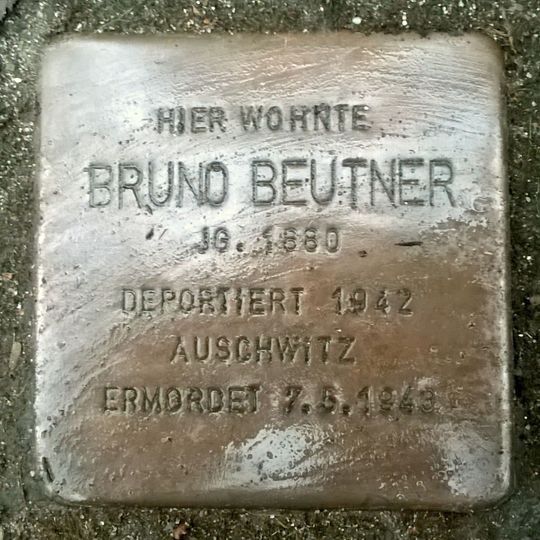 HIER WOHNTE
BRUNO BEUTNER
JG. 1880
DEPORTIERT 1942
AUSCHWITZ
ERMORDET 7.5.1943